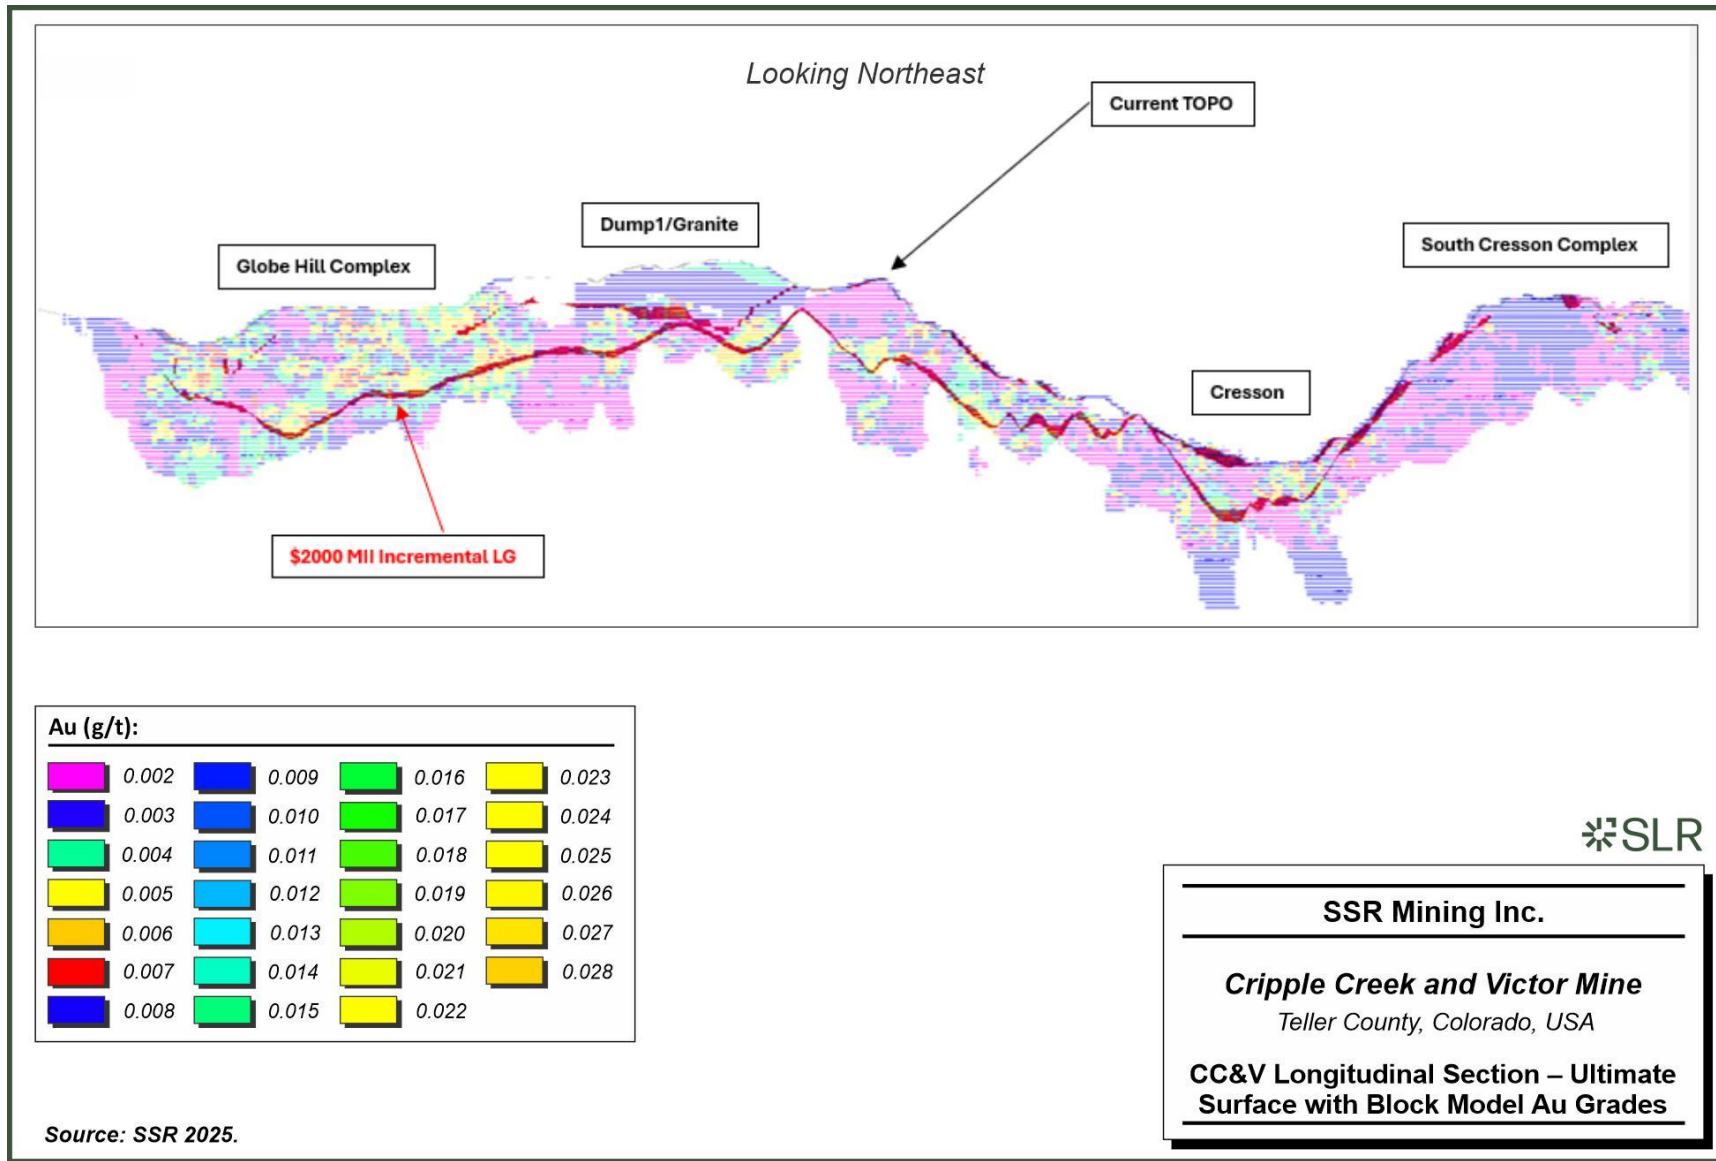 Looking Northeast
Current TOPO
Dump1/Granite
South Cresson Complex
Globe Hill Complex
Cresson
$2000 MII Incremental LG
Au (g/t):
0.002
0.003
0.004
0.005
0.006
0.007
0.008
0.009
0.010
0.011
0.012
0.013
0.014
0.015
0.016
0.017
0.018
0.019
0.020
0.021
0.022
0.023
0.024
0.025
0.026
0.027
0.028
SLR
SSR Mining Inc.
Cripple Creek and Victor Mine
Teller County, Colorado, USA
CC&V Longitudinal Section – Ultimate
Surface with Block Model Au Grades
Source: SSR 2025.